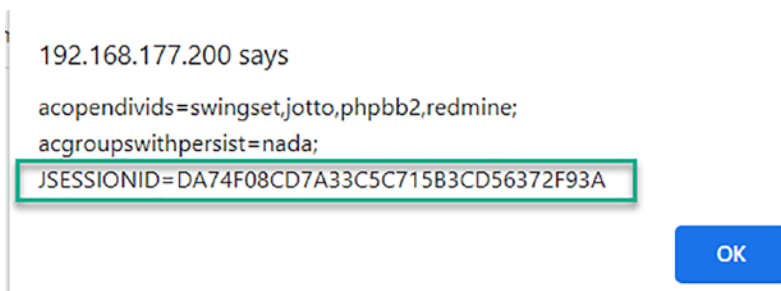 192.168.177.200 says
acopendivids=swingset,jotto,phpbb2,redmine;
acgroupswithpersist=nada;
JSESSIONID=DA74F08CD7A33C5C715B3CD56372F93A
OK